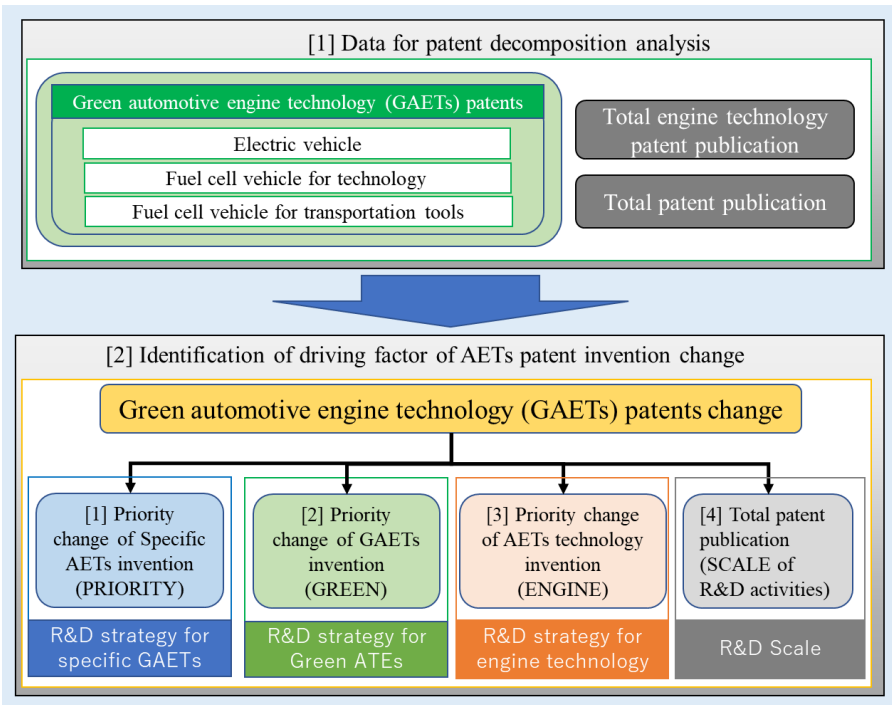 [1] Data for patent decomposition analysis
Green automotive engine technology (GAETs) patents
Electric vehicle
Fuel cell vehicle for technology
Fuel cell vehicle for transportation tools
Total engine technology
patent publication
Total patent publication
[2] Identification of driving factor of AETs patent invention change
Green automotive engine technology (GAETs) patents change
[1] Priority
change of Specific
AETs invention
(PRIORITY)
R&D strategy for
specific GAETs
[2] Priority
change of GAETs
invention
(GREEN)
R&D strategy for
Green ATEs
[3] Priority change
of AETs technology
invention
(ENGINE)
R&D strategy for
engine technology
[4] Total patent
publication
(SCALE of
R&D activities)
R&D Scale